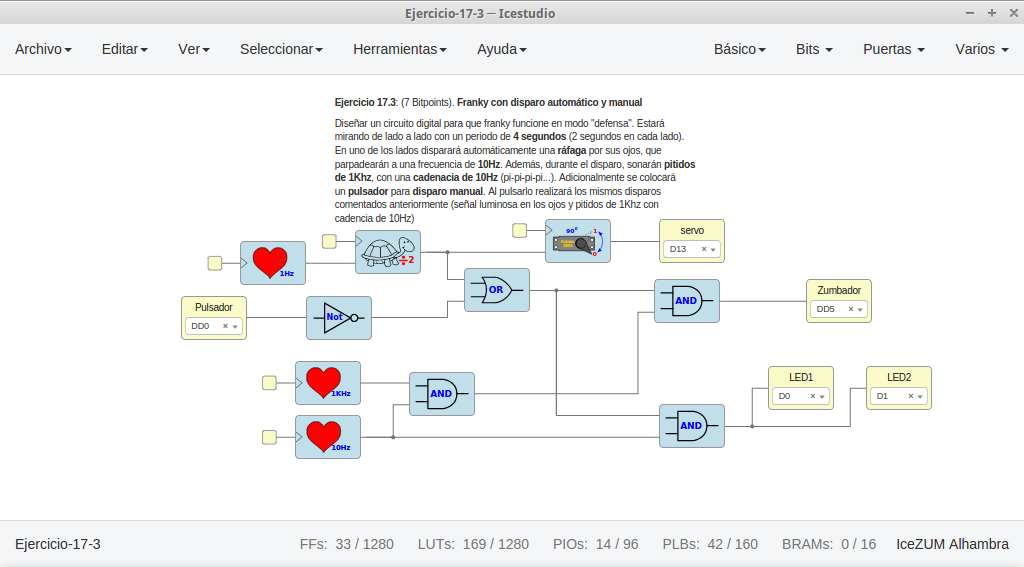 Ejercicio-17-3 — Icestudio
Archivo Editar Ver Seleccionar Herramientas Ayuda Básico Bits Puertas Varios
Ejercicio 17.3: (7 Bitpoints). Franky con disparo automático y manual
Diseñar un circuito digital para que franky funcione en modo "defensa". Estará
mirando de lado a lado con un periodo de 4 segundos (2 segundos en cada lado).
En uno de los lados disparará automáticamente una ráfaga por sus ojos, que
parpadearán a una frecuencia de 10Hz. Además, durante el disparo, sonarán pitidos
de 1Khz, con una cadenacia de 10Hz (pi-pi-pi-pi...). Adicionalmente se colocará
un pulsador para disparo manual. Al pulsarlo realizará los mismos disparos
comentados anteriormente (señal luminosa en los ojos y pitidos de 1Khz con
cadencia de 10Hz)
90°
1
0
servo
D13 ×
÷2
1Hz
OR
Pulsador
DD0 ×
Not
AND
Zumbador
DD5 ×
1KHz
AND
LED1
D0 ×
LED2
D1 ×
10Hz
AND
Ejercicio-17-3 FFs: 33 / 1280 LUTs: 169 / 1280 PIOs: 14 / 96 PLBs: 42 / 160 BRAMs: 0 / 16 IceZUM Alhambra